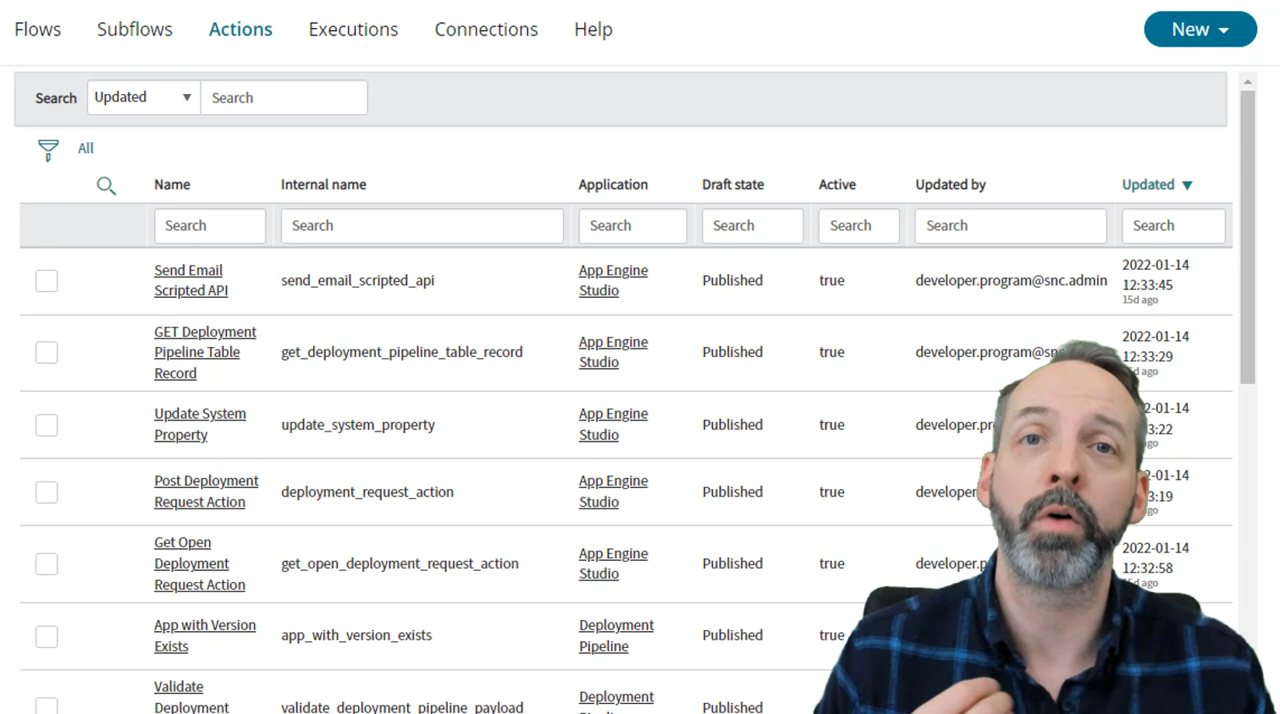 Flows Subflows Actions Executions Connections Help New
Search Updated Search
All
Name Internal name Application Draft state Active Updated by Updated
Search Search Search Search Search Search Search
Send Email send_email_scripted_api App Engine Published true developer.program@snc.admin 2022-01-14
Scripted API Studio 12:33:45
15d ago
GET Deployment get_deployment_pipeline_table_record App Engine Published true 2022-01-14
Pipeline Table Studio 12:33:29
Record ago
Update System update_system_property App Engine Published true
Property Studio
Post Deployment deployment_request_action App Engine Published true
Request Action Studio
Get Open get_open_deployment_request_action App Engine Published true 2022-01-14
Deployment Studio 12:32:58
Request Action ago
App with Version app_with_version_exists Deployment Published true
Exists Pipeline
Validate validate_deployment_pipeline_payload Deployment Published
Deployment